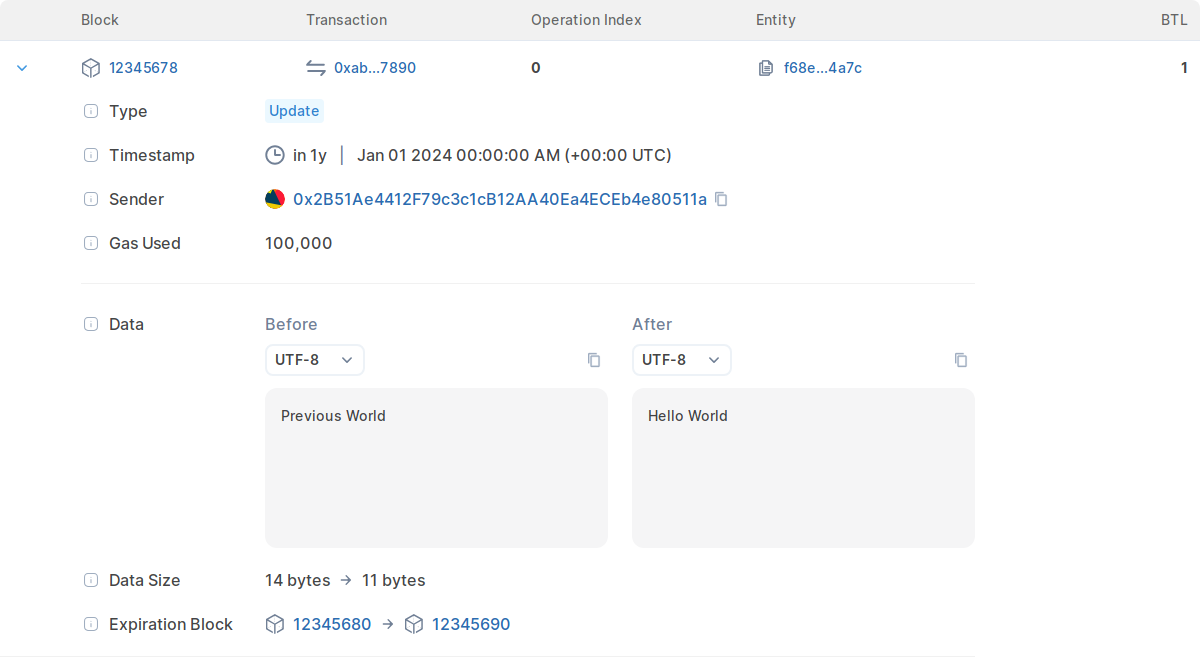 Block Transaction Operation Index Entity BTL
12345678 0xab...7890 0 f68e...4a7c 1
Type Update
Timestamp in 1y | Jan 01 2024 00:00:00 AM (+00:00 UTC)
Sender 0x2B51Ae4412F79c3c1cB12AA40Ea4ECEb4e80511a
Gas Used 100,000
Data Before After
UTF-8 UTF-8
Previous World Hello World
Data Size 14 bytes → 11 bytes
Expiration Block 12345680 → 12345690